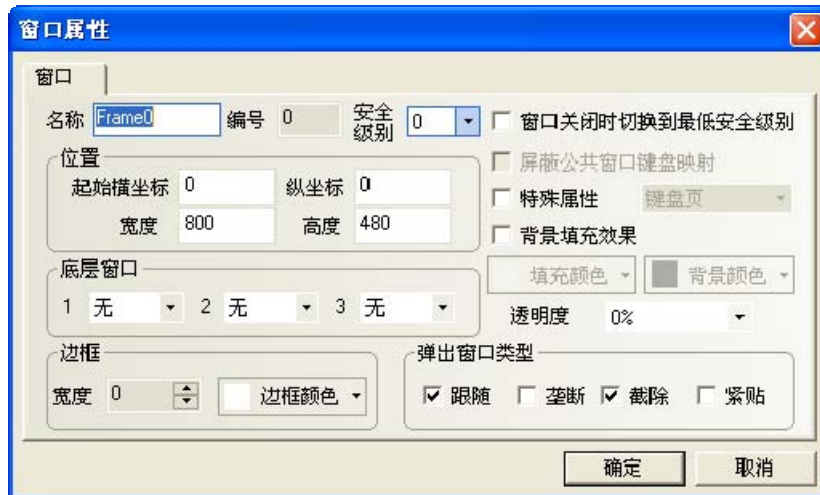 窗口属性
窗口
名称 Frame0 编号 0 安全级别 0 窗口关闭时切换到最低安全级别
位置
屏蔽公共窗口键盘映射
起始横坐标 0 纵坐标 0
特殊属性 键盘页
宽度 800 高度 480
背景填充效果
底层窗口
填充颜色 背景颜色
1 无 2 无 3 无
透明度 0%
边框
弹出窗口类型
宽度 0 边框颜色
跟随 垄断 截除 紧贴
确定 取消